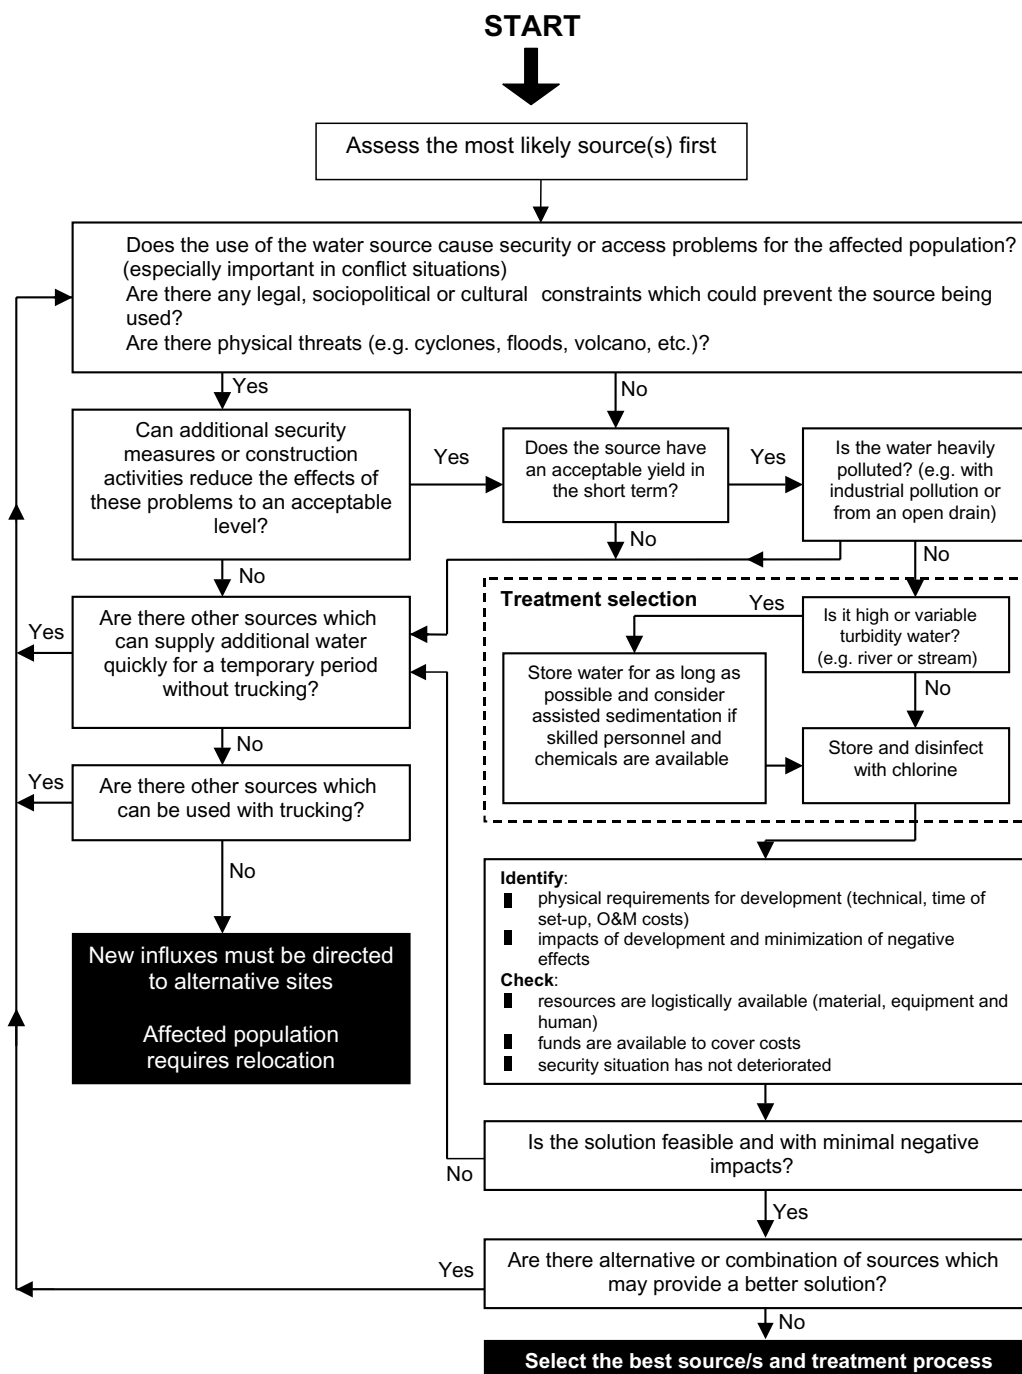 START
Assess the most likely source(s) first
Does the use of the water source cause security or access problems for the affected population?
(especially important in conflict situations)
Are there any legal, sociopolitical or cultural constraints which could prevent the source being
used?
Are there physical threats (e.g. cyclones, floods, volcano, etc.)?
Yes
No
Can additional security
measures or construction
activities reduce the effects of
these problems to an acceptable
level?
Yes
Does the source have
an acceptable yield in
the short term?
Yes
Is the water heavily
polluted? (e.g. with
industrial pollution or
from an open drain)
No
No
No
Yes
Are there other sources which
can supply additional water
quickly for a temporary period
without trucking?
Treatment selection
Yes
Is it high or variable
turbidity water?
(e.g. river or stream)
Store water for as long as
possible and consider
assisted sedimentation if
skilled personnel and
chemicals are available
No
Store and disinfect
with chlorine
No
Yes
Are there other sources which
can be used with trucking?
No
New influxes must be directed
to alternative sites
Affected population
requires relocation
Identify:
physical requirements for development (technical, time of
set-up, O&M costs)
impacts of development and minimization of negative
effects
Check:
resources are logistically available (material, equipment and
human)
funds are available to cover costs
security situation has not deteriorated
Is the solution feasible and with minimal negative
impacts?
No
Yes
Are there alternative or combination of sources which
may provide a better solution?
Yes
No
Select the best source/s and treatment process